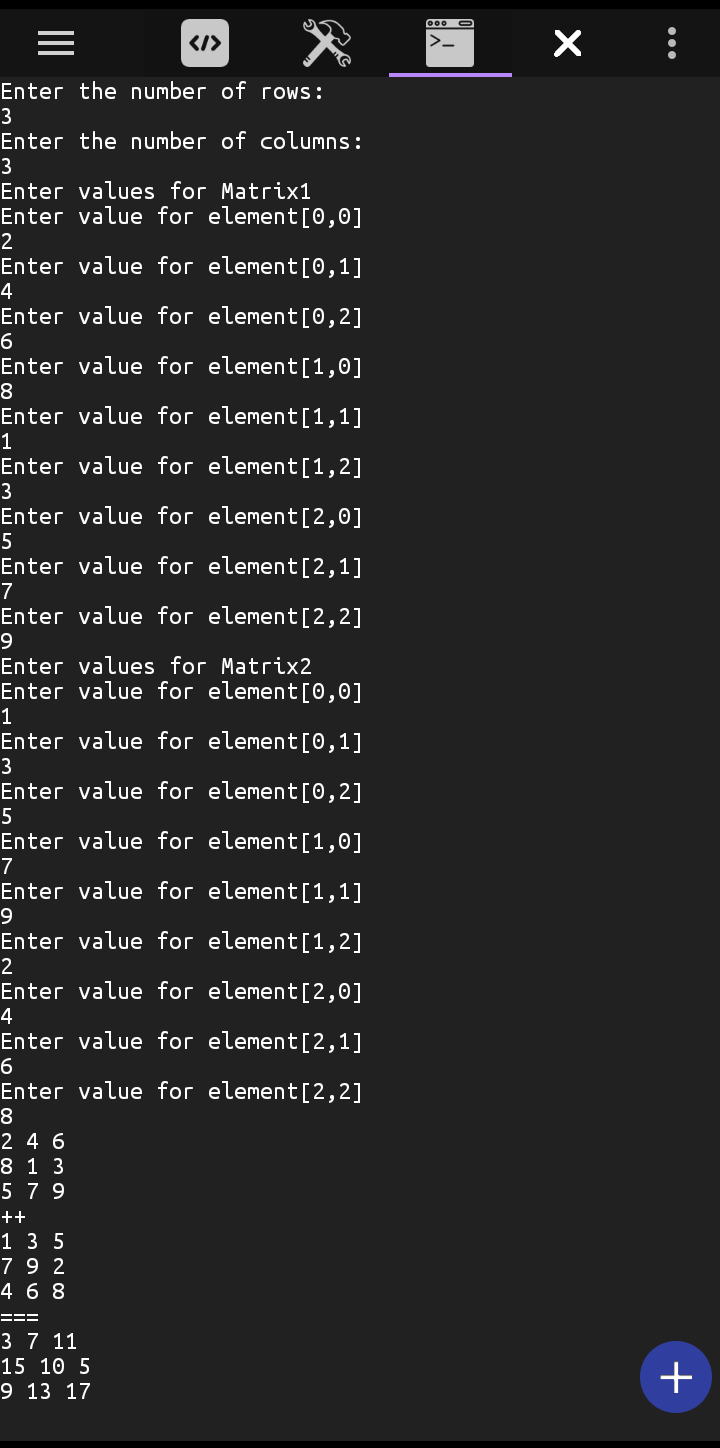 Enter the number of rows:
3
Enter the number of columns:
3
Enter values for Matrix1
Enter value for element[0,0]
2
Enter value for element[0,1]
4
Enter value for element[0,2]
6
Enter value for element[1,0]
8
Enter value for element[1,1]
1
Enter value for element[1,2]
3
Enter value for element[2,0]
5
Enter value for element[2,1]
7
Enter value for element[2,2]
9
Enter values for Matrix2
Enter value for element[0,0]
1
Enter value for element[0,1]
3
Enter value for element[0,2]
5
Enter value for element[1,0]
7
Enter value for element[1,1]
9
Enter value for element[1,2]
2
Enter value for element[2,0]
4
Enter value for element[2,1]
6
Enter value for element[2,2]
8
2 4 6
8 1 3
5 7 9
++
1 3 5
7 9 2
4 6 8
===
3 7 11
15 10 5
9 13 17